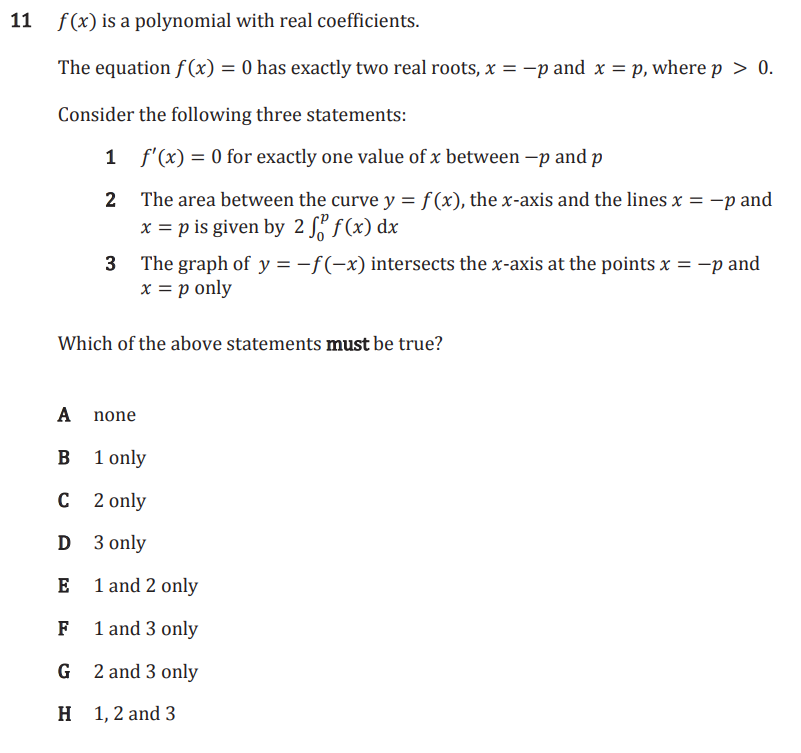 11 f(x) is a polynomial with real coefficients.
The equation f(x) = 0 has exactly two real roots, x = −p and x = p, where p > 0.
Consider the following three statements:
1 f′(x) = 0 for exactly one value of x between −p and p
2 The area between the curve y = f(x), the x-axis and the lines x = −p and
x = p is given by 2 ∫₀ᵖ f(x) dx
3 The graph of y = −f(−x) intersects the x-axis at the points x = −p and
x = p only
Which of the above statements must be true?
A none
B 1 only
C 2 only
D 3 only
E 1 and 2 only
F 1 and 3 only
G 2 and 3 only
H 1, 2 and 3